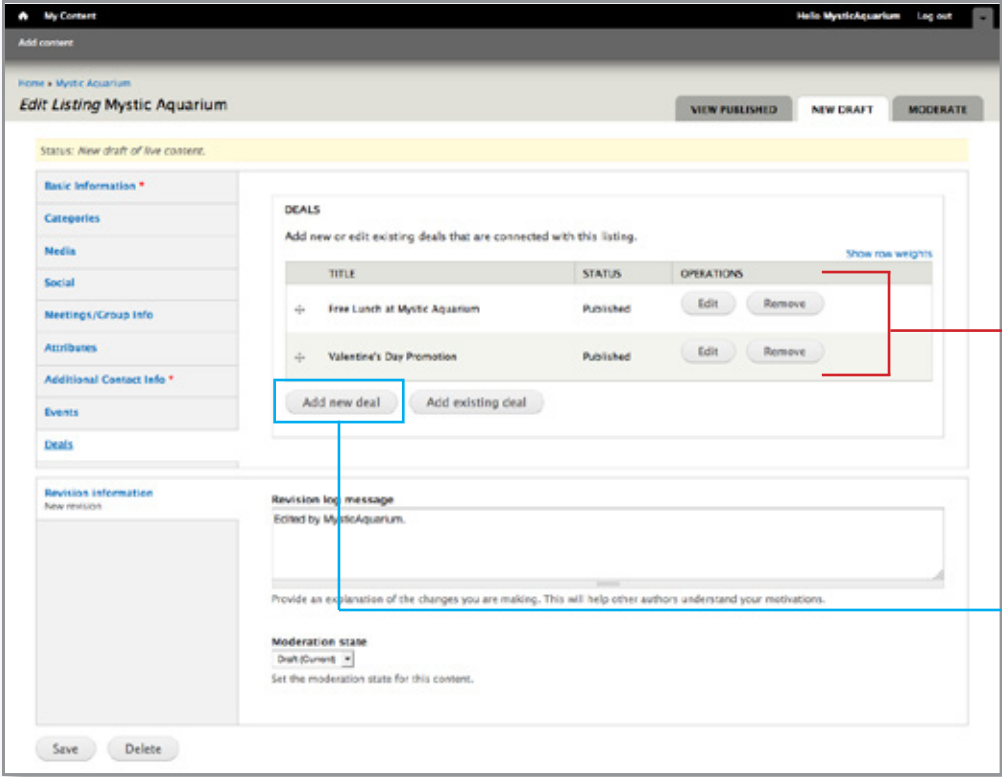 My Content Hello MysticAquarium Log out
Add content
Home » Mystic Aquarium
Edit Listing Mystic Aquarium
VIEW PUBLISHED NEW DRAFT MODERATE
Status: New draft of live content.
Basic Information *
Categories
Media
Social
Meetings/Group Info
Attributes
Additional Contact Info *
Events
Deals
DEALS
Add new or edit existing deals that are connected with this listing.
Show row weights
TITLE STATUS OPERATIONS
Free Lunch at Mystic Aquarium Published Edit Remove
Valentine's Day Promotion Published Edit Remove
Add new deal Add existing deal
Revision information
New revision
Revision log message
Edited by MysticAquarium.
Provide an explanation of the changes you are making. This will help other authors understand your motivations.
Moderation state
Draft (Current)
Set the moderation state for this content.
Save Delete